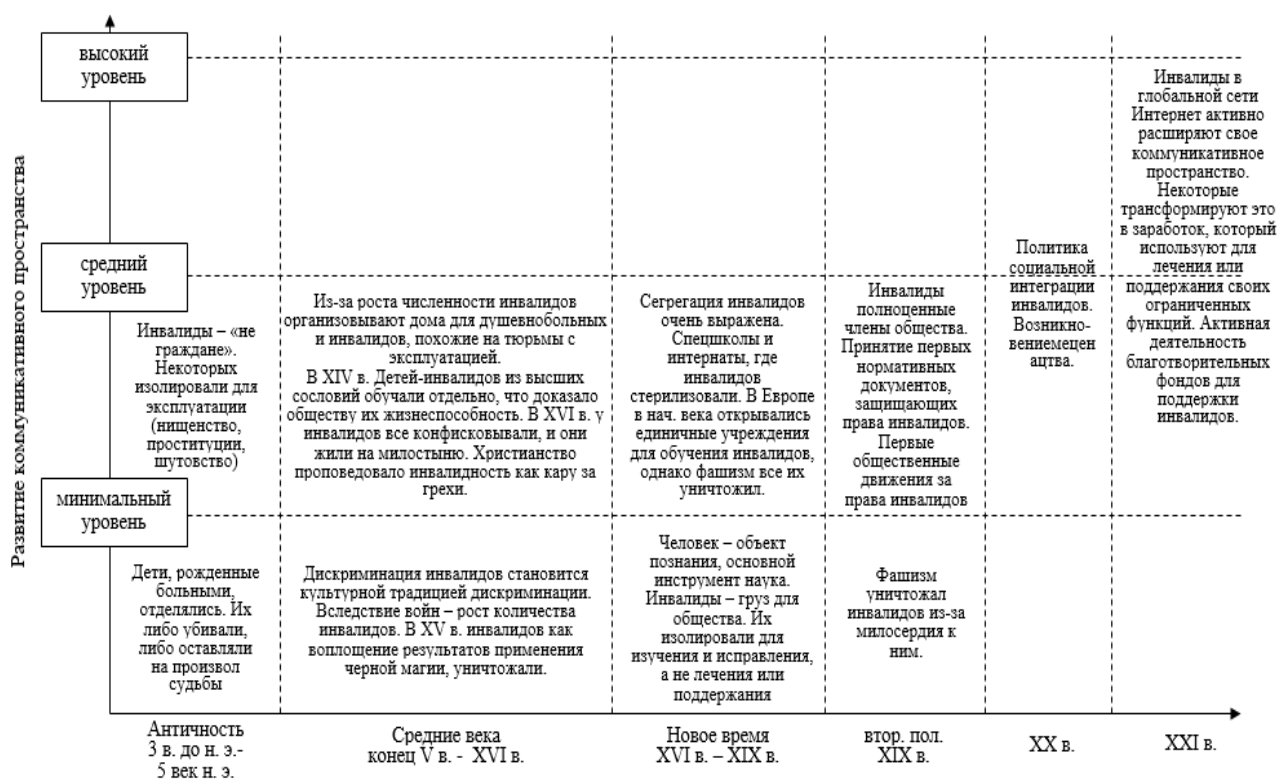 Развитие коммуникативного пространства
высокий
уровень
средний
уровень
минимальный
уровень
Инвалиды – «не
граждане».
Некоторых
изолировали для
эксплуатации
(нищенство,
проституции,
шутовство)
Дети, рожденные
больными,
отделялись. Их
либо убивали,
либо оставляли
на произвол
судьбы
Античность
3 в. до н. э.-
5 век н. э.
Из-за роста численности инвалидов
организовывают дома для душевнобольных
и инвалидов, похожие на тюрьмы с
эксплуатацией.
В XIV в. Детей-инвалидов из высших
сословий обучали отдельно, что доказало
обществу их жизнеспособность. В XVI в. у
инвалидов все конфисковывали, и они
жили на милостыню. Христианство
проповедовало инвалидность как кару за
грехи.
Дискриминация инвалидов становится
культурной традицией дискриминации.
Вследствие войн – рост количества
инвалидов. В XV в. инвалидов как
воплощение результатов применения
черной магии, уничтожали.
Средние века
конец V в. - XVI в.
Сегрегация инвалидов
очень выражена.
Спецшколы и
интернаты, где
инвалидов
стерилизовали. В Европе
в нач. века открывались
единичные учреждения
для обучения инвалидов,
однако фашизм все их
уничтожил.
Человек – объект
познания, основной
инструмент наука.
Инвалиды – груз для
общества. Их
изолировали для
изучения и исправления,
а не лечения или
поддержания
Новое время
XVI в. – XIX в.
Инвалиды
полноценные
члены общества.
Принятие первых
нормативных
документов,
защищающих
права инвалидов.
Первые
общественные
движения за
права инвалидов
Фашизм
уничтожал
инвалидов из-за
милосердия к
ним.
втор. пол.
XIX в.
Политика
социальной
интеграции
инвалидов.
Возникно-
вениемецен
ацтва.
XX в.
Инвалиды в
глобальной сети
Интернет активно
расширяют свое
коммуникативное
пространство.
Некоторые
трансформируют это
в заработок, который
используют для
лечения или
поддержания своих
ограниченных
функций. Активная
деятельность
благотворительных
фондов для
поддержки
инвалидов.
XXI в.